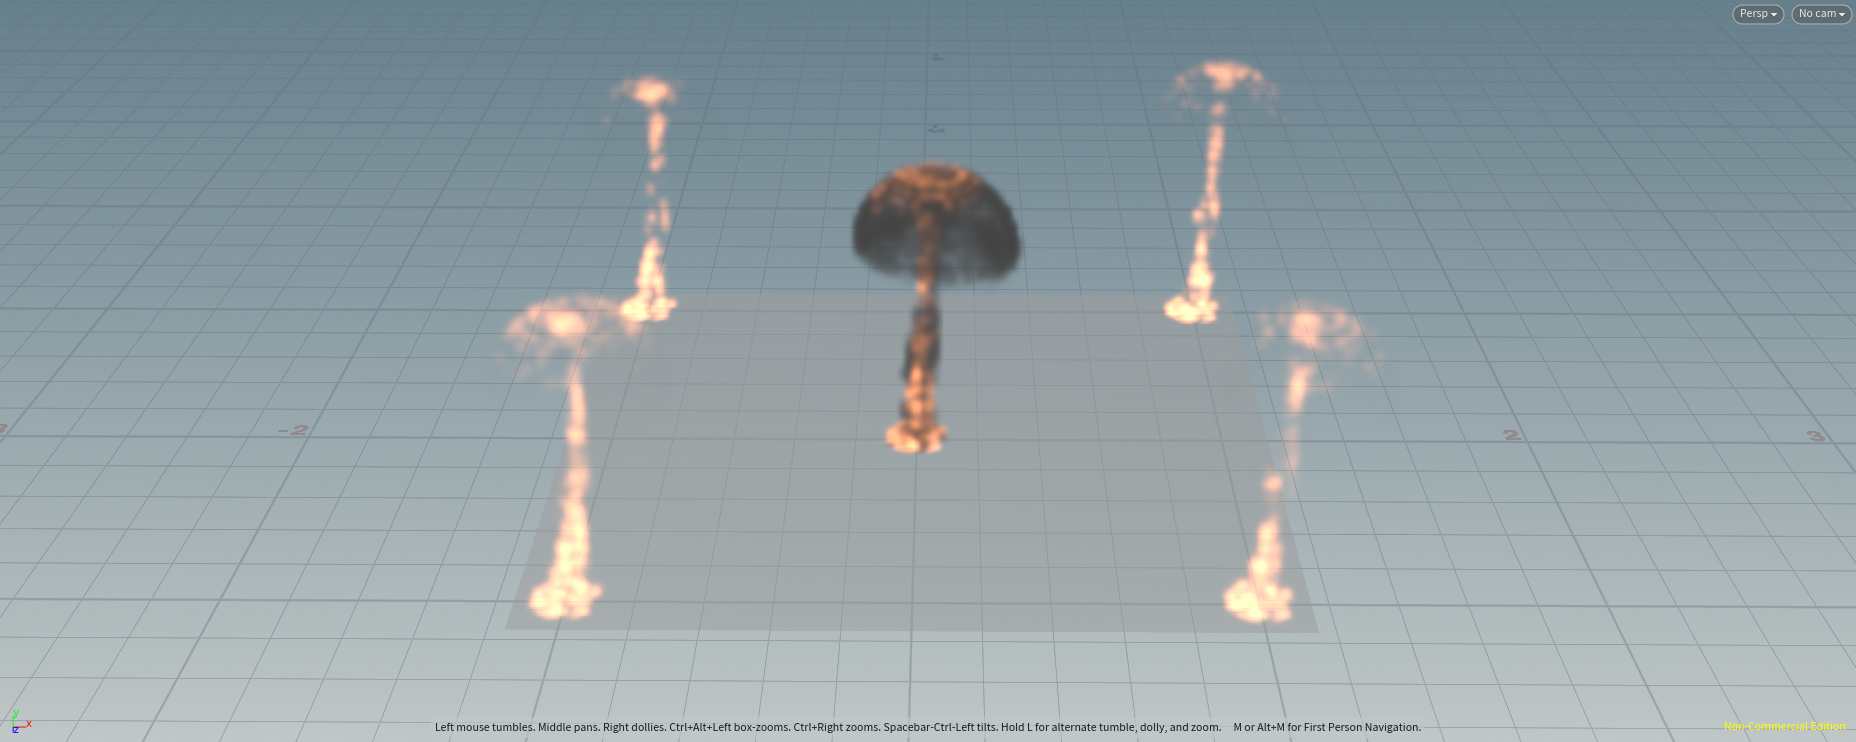 Persp
No cam
-2
2
3
Left mouse tumbles. Middle pans. Right dollies. Ctrl+Alt+Left box-zooms. Ctrl+Right zooms. Spacebar-Ctrl-Left tilts. Hold L for alternate tumble, dolly, and zoom. M or Alt+M for First Person Navigation.
Non-Commercial Edition
y
x
z